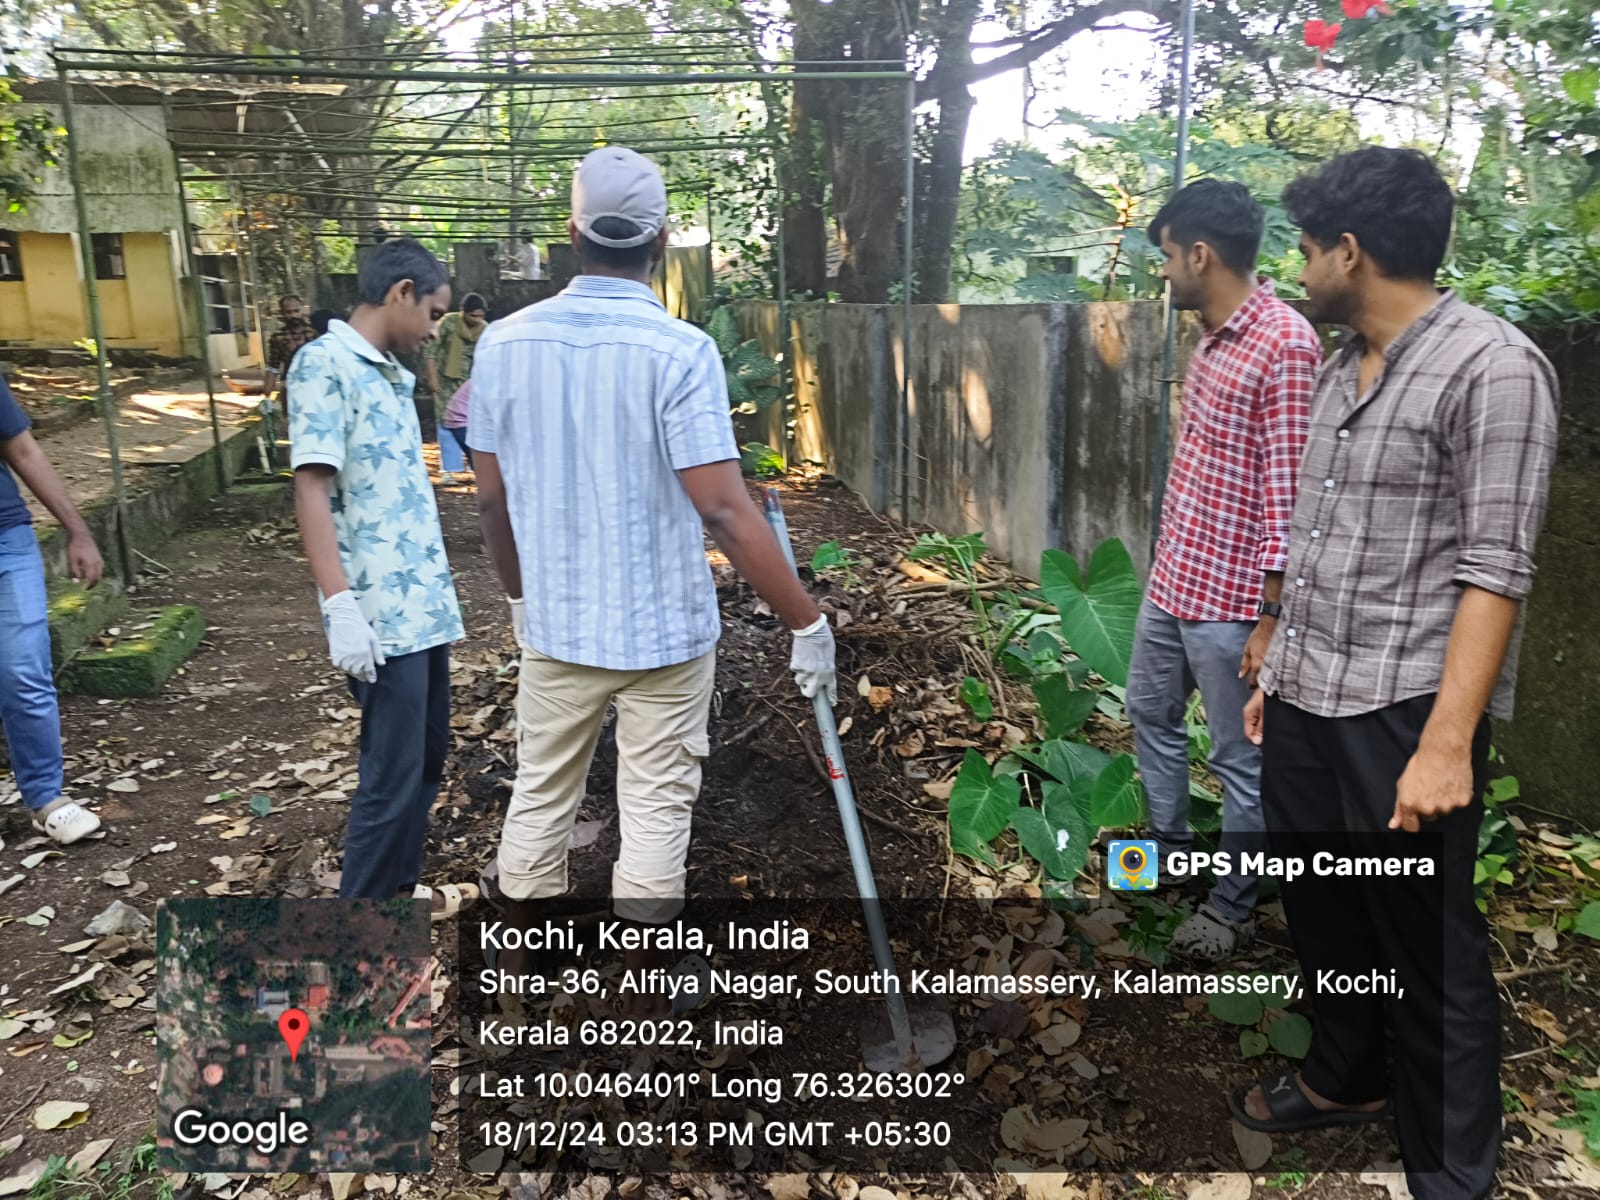 GPS Map Camera
Kochi, Kerala, India
Shra-36, Alfiya Nagar, South Kalamassery, Kalamassery, Kochi,
Kerala 682022, India
Lat 10.046401° Long 76.326302°
18/12/24 03:13 PM GMT +05:30
Google